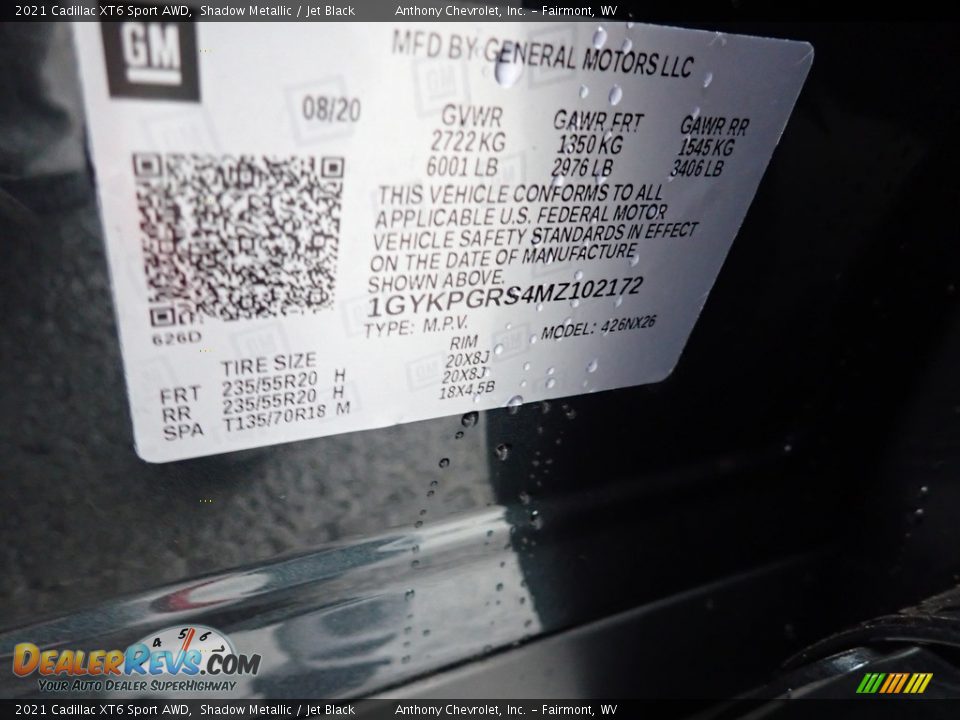 2021 Cadillac XT6 Sport AWD, Shadow Metallic / Jet Black Anthony Chevrolet, Inc. – Fairmont, WV
GM
MFD BY GENERAL MOTORS LLC
08/20 GVWR GAWR FRT GAWR RR
2722 KG 1350 KG 1545 KG
6001 LB 2976 LB 3406 LB
THIS VEHICLE CONFORMS TO ALL
APPLICABLE U.S. FEDERAL MOTOR
VEHICLE SAFETY STANDARDS IN EFFECT
ON THE DATE OF MANUFACTURE
SHOWN ABOVE.
1GYKPGRS4MZ102172
626D
TYPE: M.P.V. MODEL: 426NX26
TIRE SIZE RIM
FRT 235/55R20 H 20X8J
RR 235/55R20 H 20X8J
SPA T135/70R18 M 18X4.5B
4 5 6
DEALERREVS.COM
YOUR AUTO DEALER SUPERHIGHWAY
2021 Cadillac XT6 Sport AWD, Shadow Metallic / Jet Black Anthony Chevrolet, Inc. – Fairmont, WV